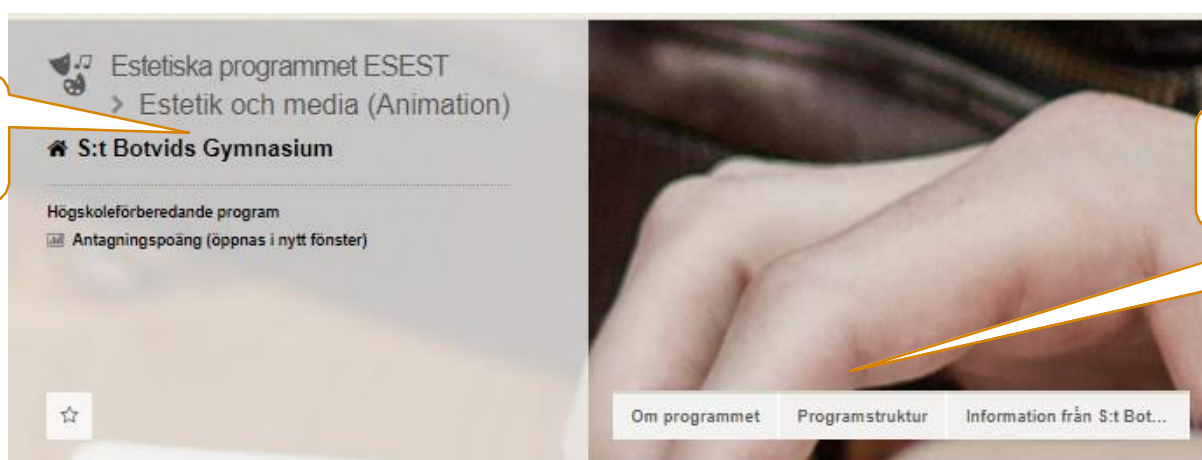 Estetiska programmet ESEST
> Estetik och media (Animation)
S:t Botvids Gymnasium
Högskoleförberedande program
Antagningspoäng (öppnas i nytt fönster)
Om programmet Programstruktur Information från S:t Bot...